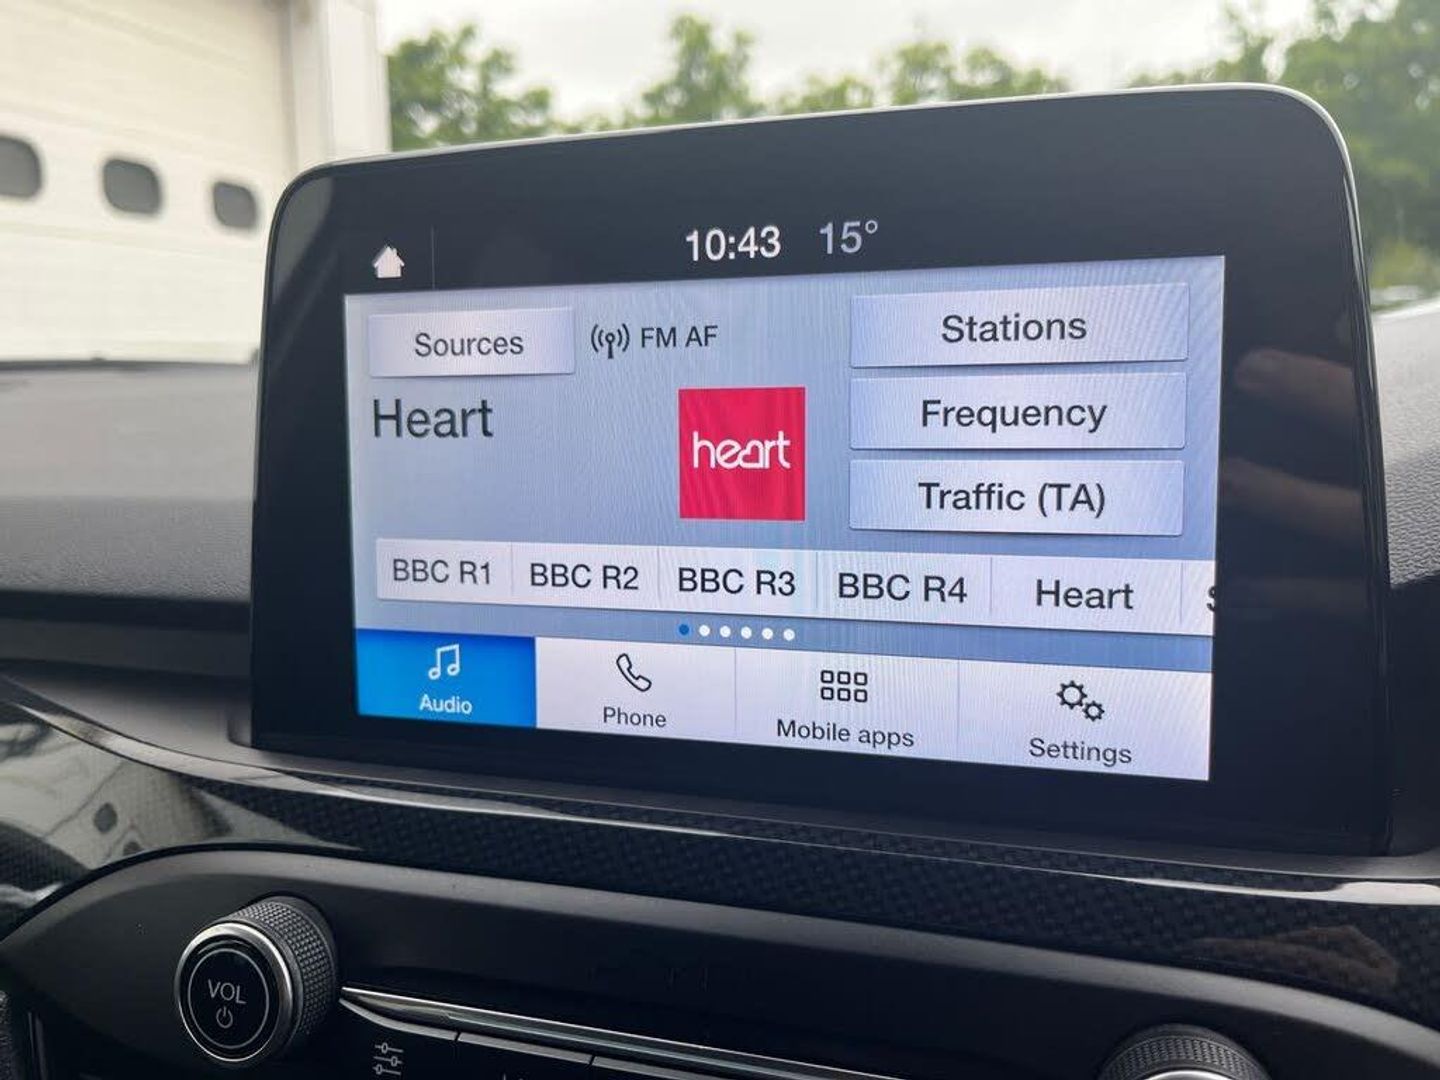 10:43 15°
Sources FM AF Stations
Heart
heart
Frequency
Traffic (TA)
BBC R1 BBC R2 BBC R3 BBC R4 Heart
Audio Phone Mobile apps Settings
VOL